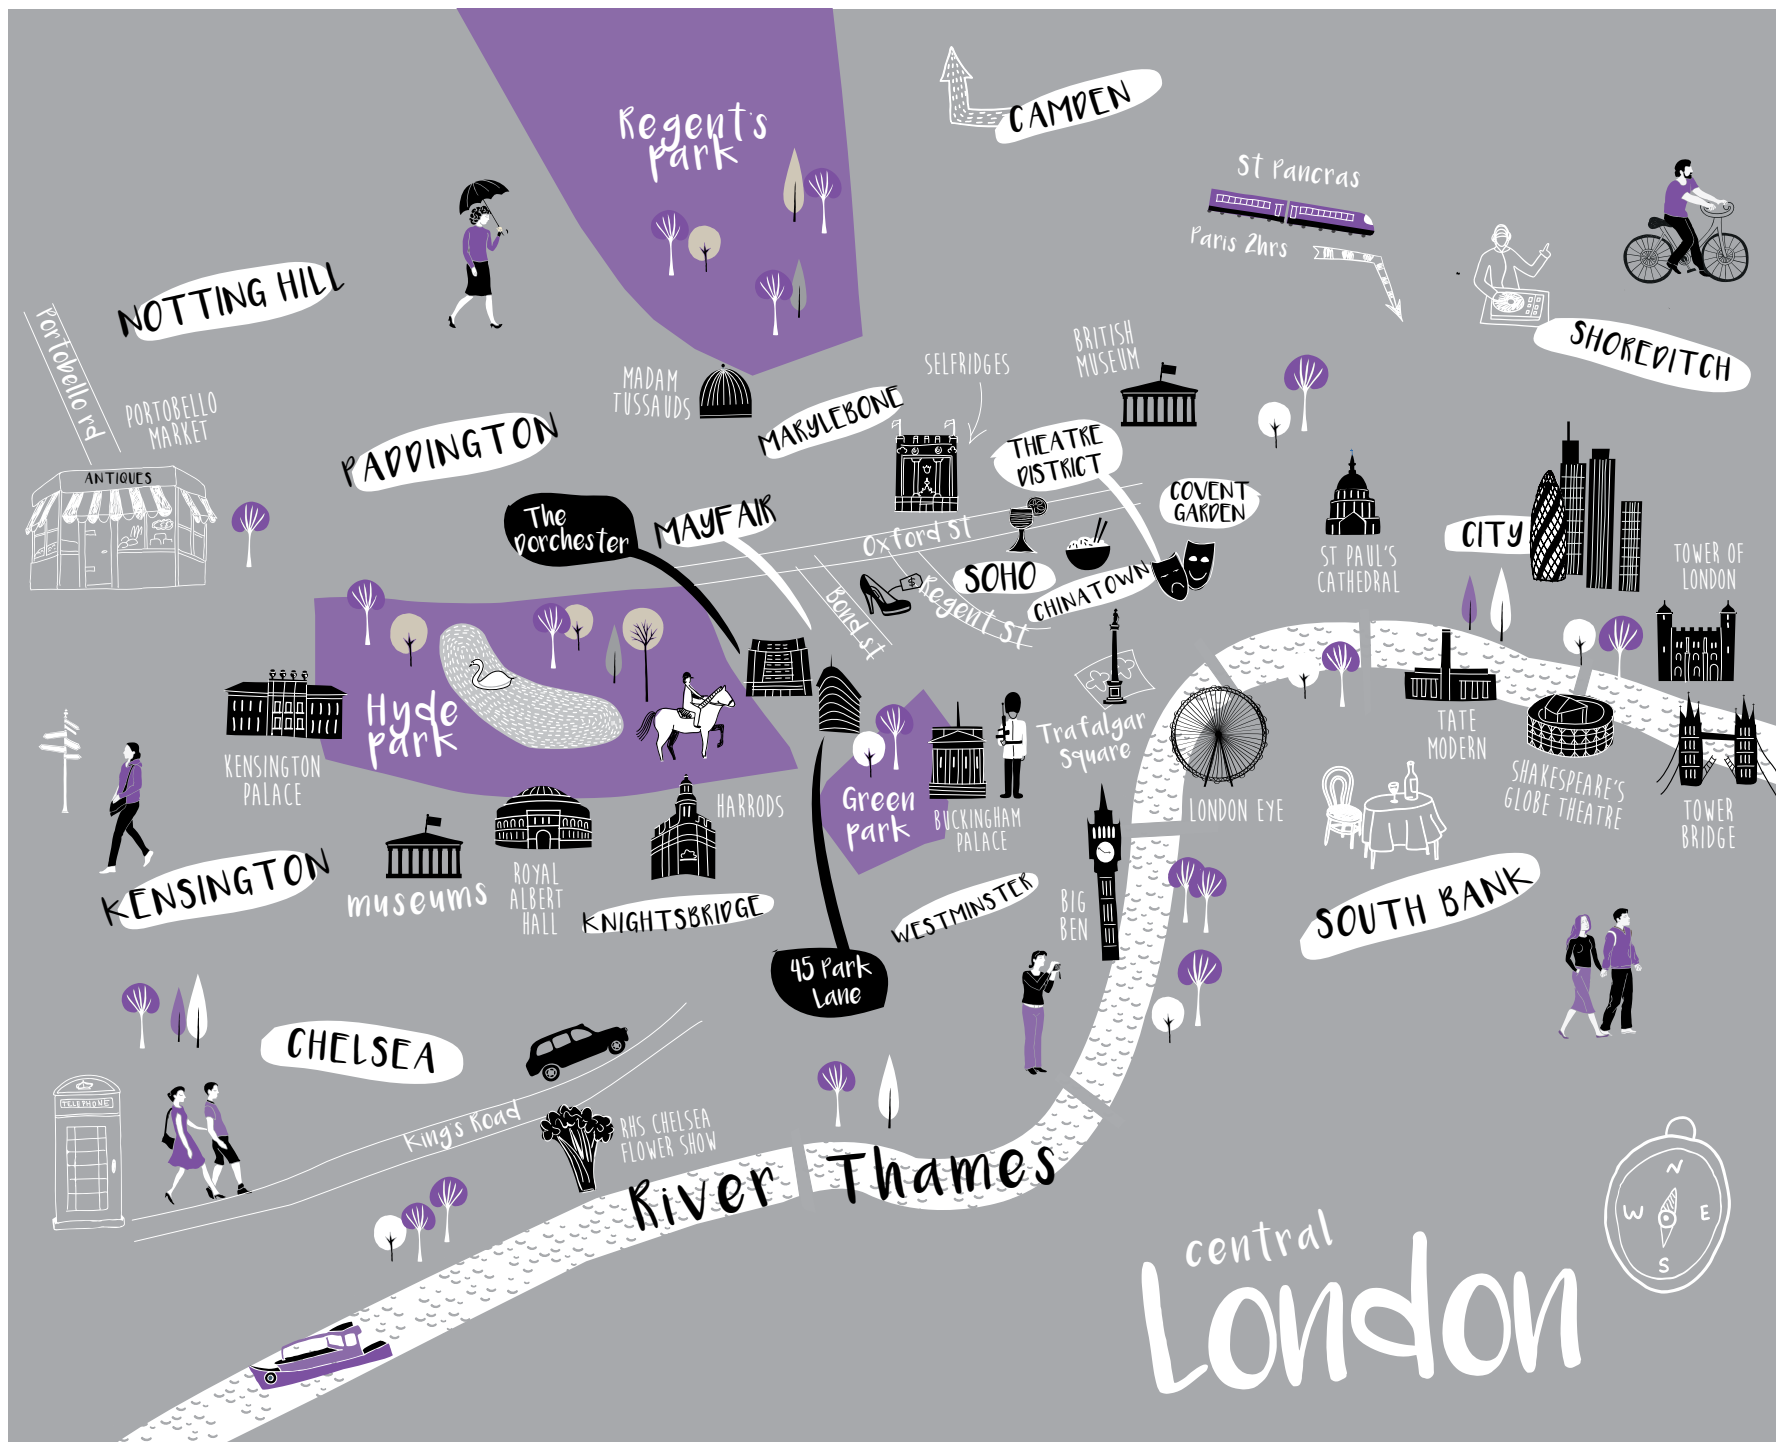 Regent's
park
CAMDEN
St Pancras
Paris 2hrs
SHOREDITCH
NOTTING HILL
Portobello rd
PORTOBELLO
MARKET
ANTIQUES
PADDINGTON
MADAM
TUSSAUDS
MARYLEBONE
SELFRIDGES
BRITISH
MUSEUM
THEATRE
DISTRICT
COVENT
GARDEN
The
Dorchester
MAYFAIR
Oxford St
Bond st
Regent St
$
SOHO
CHINATOWN
ST PAUL'S
CATHEDRAL
CITY
TOWER OF
LONDON
Hyde
park
KENSINGTON
PALACE
Green
park
BUCKINGHAM
PALACE
Trafalgar
Square
LONDON EYE
TATE
MODERN
SHAKESPEARE'S
GLOBE THEATRE
TOWER
BRIDGE
HARRODS
KENSINGTON
museums
ROYAL
ALBERT
HALL
KNIGHTSBRIDGE
WESTMINSTER
BIG
BEN
SOUTH BANK
45 Park
Lane
CHELSEA
TELEPHONE
King's Road
RHS CHELSEA
FLOWER SHOW
River Thames
central
London
N
W
E
S